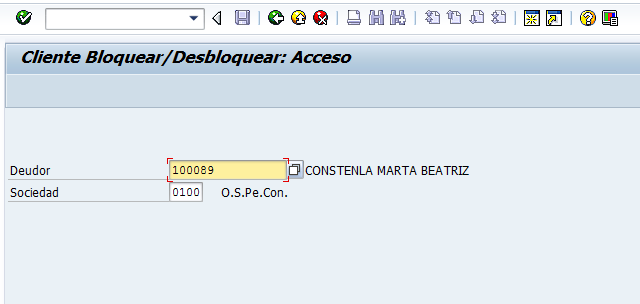 Cliente Bloquear/Desbloquear: Acceso
Deudor 100089 CONSTENLA MARTA BEATRIZ
Sociedad 0100 O.S.Pe.Con.